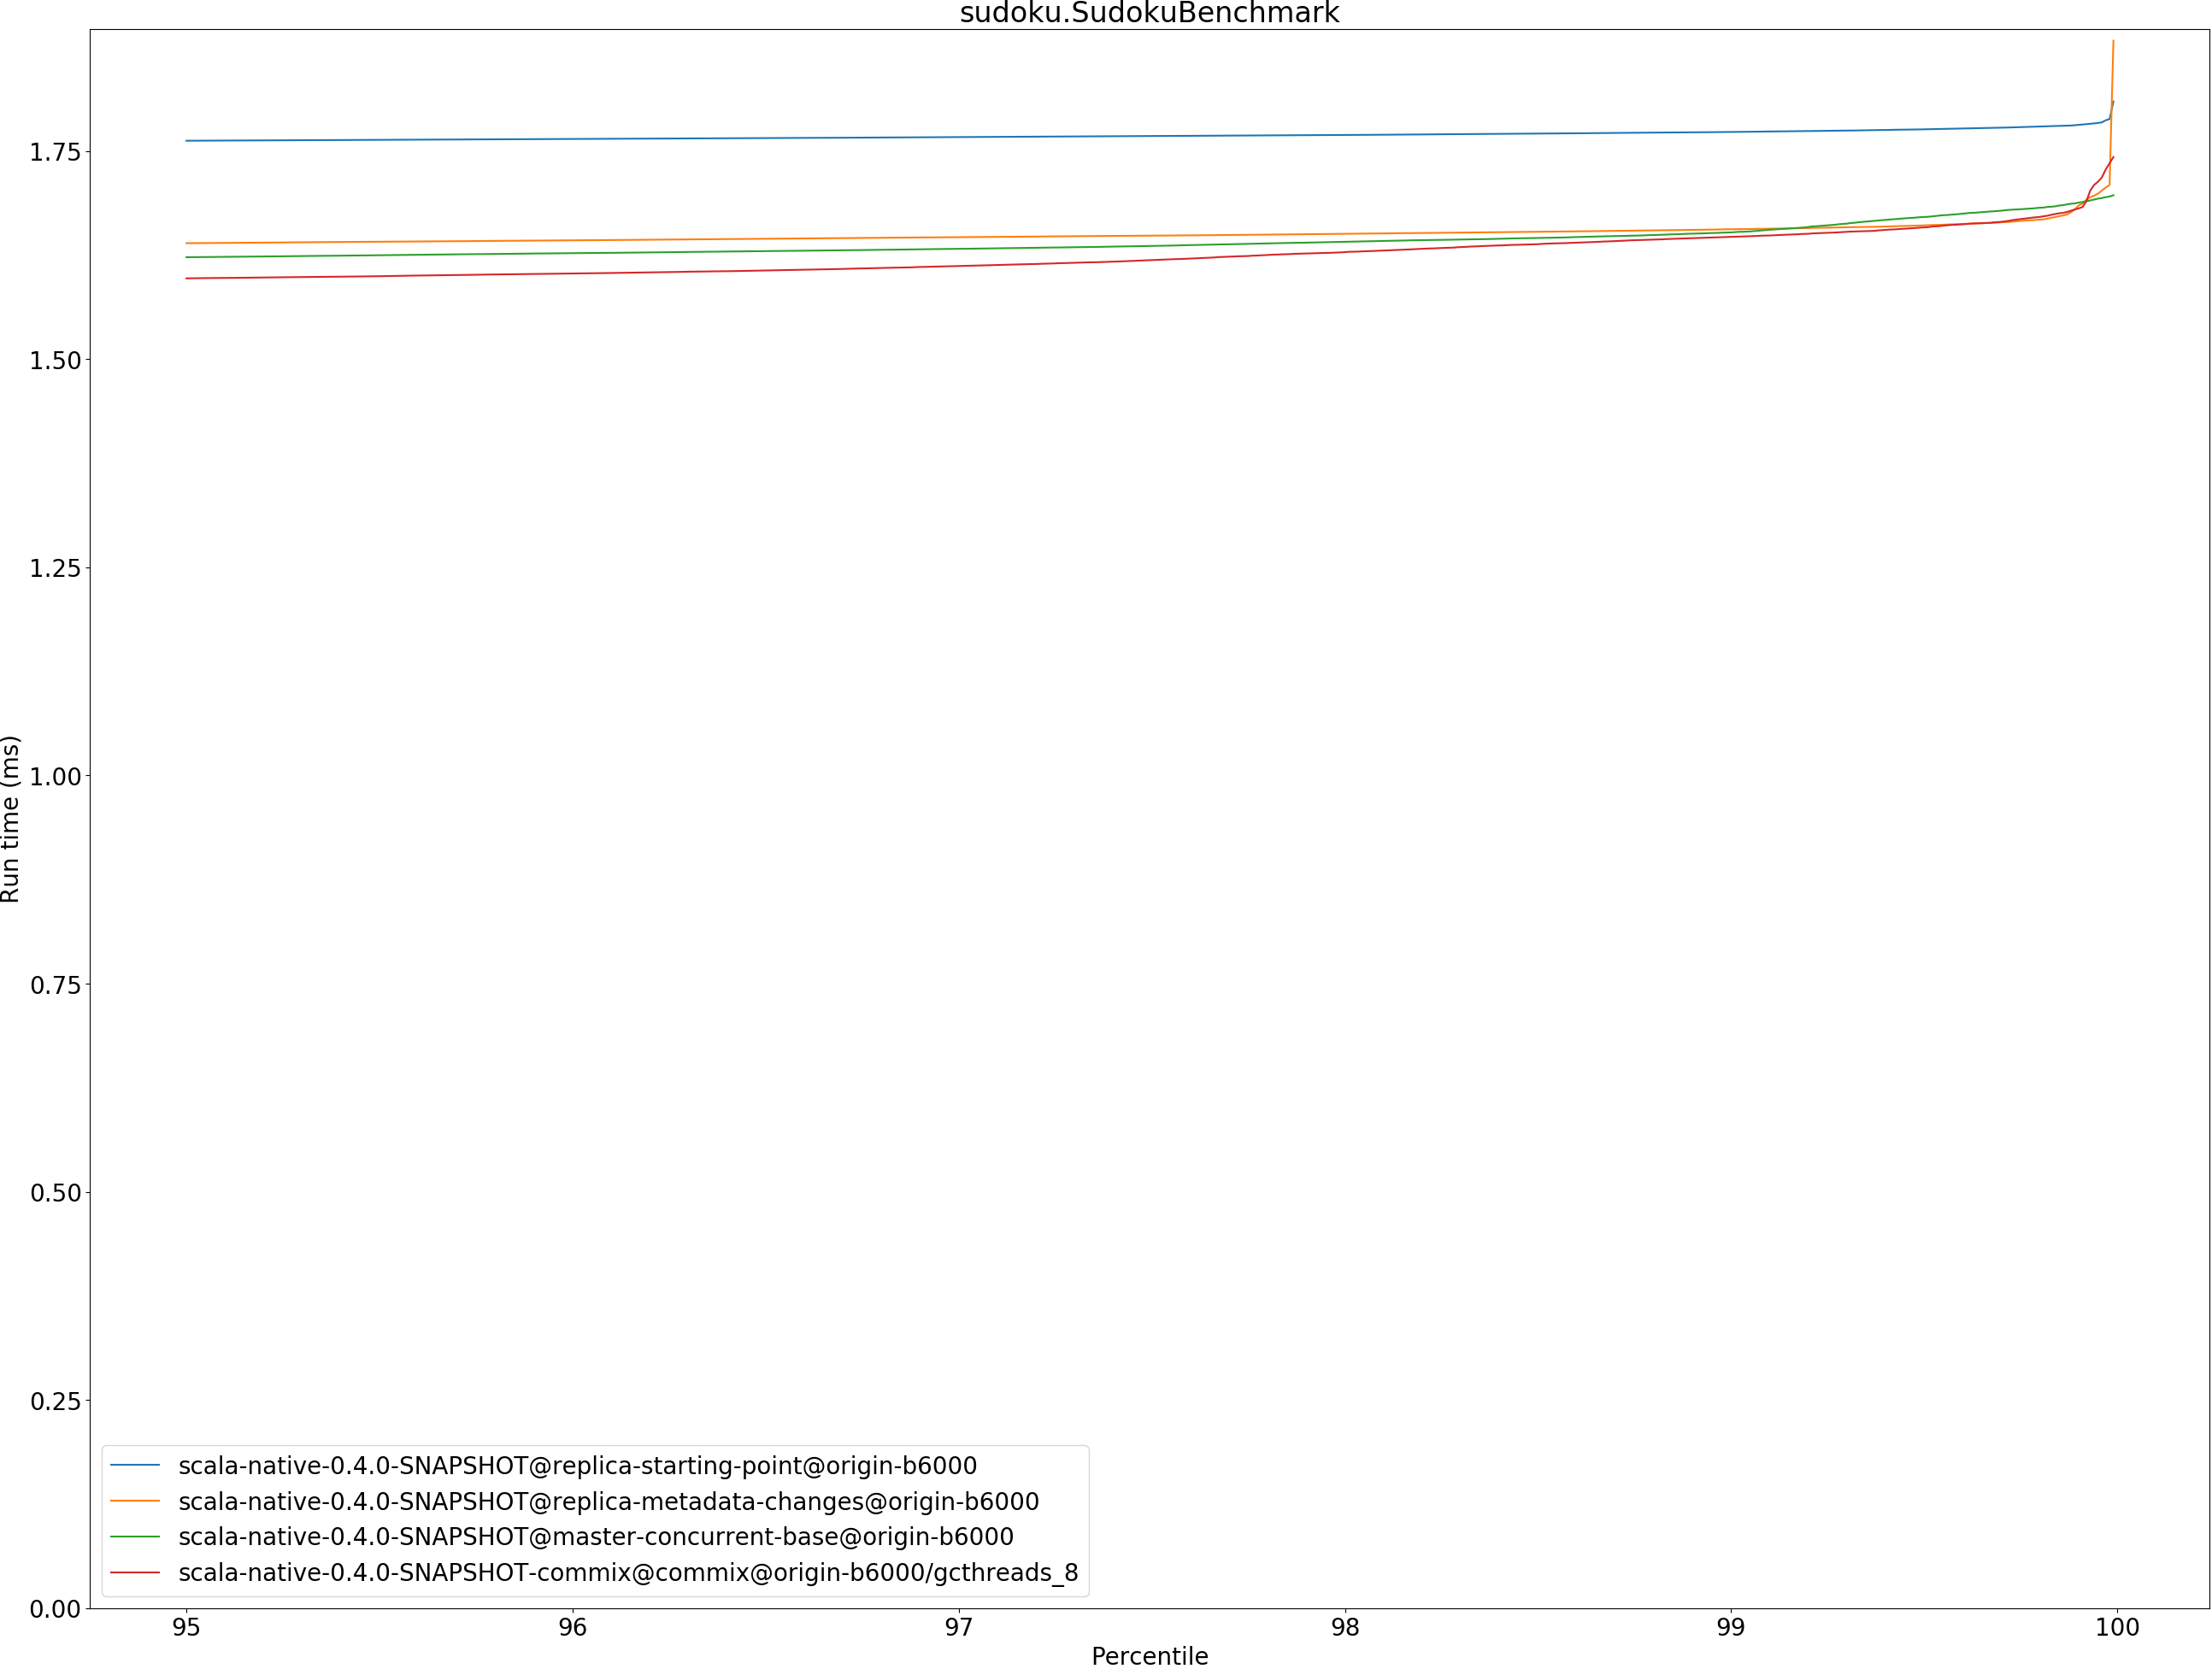 sudoku.SudokuBenchmark
Run time (ms)
1.75
1.50
1.25
1.00
0.75
0.50
0.25
0.00
scala-native-0.4.0-SNAPSHOT@replica-starting-point@origin-b6000
scala-native-0.4.0-SNAPSHOT@replica-metadata-changes@origin-b6000
scala-native-0.4.0-SNAPSHOT@master-concurrent-base@origin-b6000
scala-native-0.4.0-SNAPSHOT-commix@commix@origin-b6000/gcthreads_8
95 96 97 98 99 100
Percentile